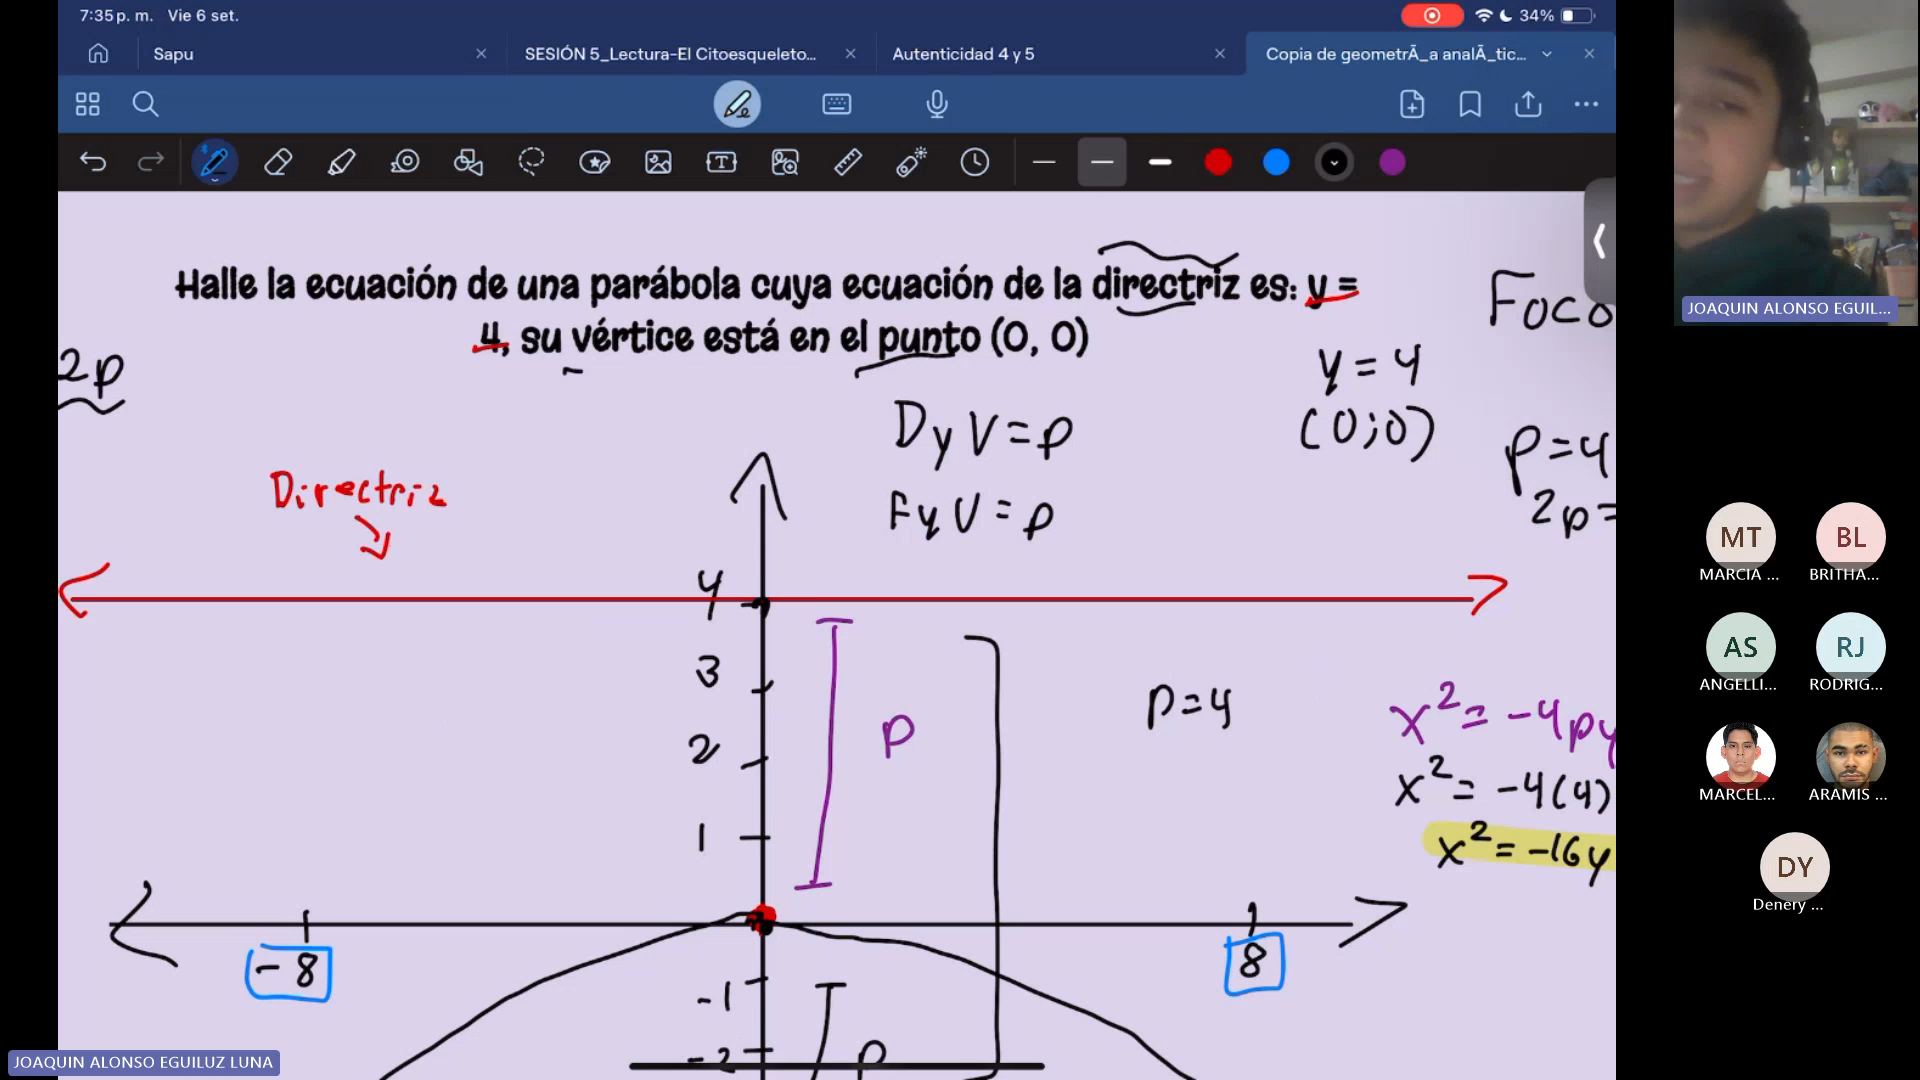 7:35 p. m. Vie 6 set.
34%
Sapu
SESIÓN 5_Lectura-El Citoesqueleto...
Autenticidad 4 y 5
Copia de geometrÃ_a analÃ_tic...
Halle la ecuación de una parábola cuya ecuación de la directriz es: y =
4, su vértice está en el punto (0, 0)
Foco
2p
y = 4
(0;0)
D y V = p
F y V = p
p=4
2p=
Directriz
4
3
2
1
p
p=4
x² = -4py
x² = -4(4)
x² = -16y
-8
8
-1
-2
p
JOAQUIN ALONSO EGUILUZ LUNA
JOAQUIN ALONSO EGUIL...
MT
MARCIA ...
BL
BRITHA...
AS
ANGELLI...
RJ
RODRIG...
MARCEL...
ARAMIS ...
DY
Denery ...